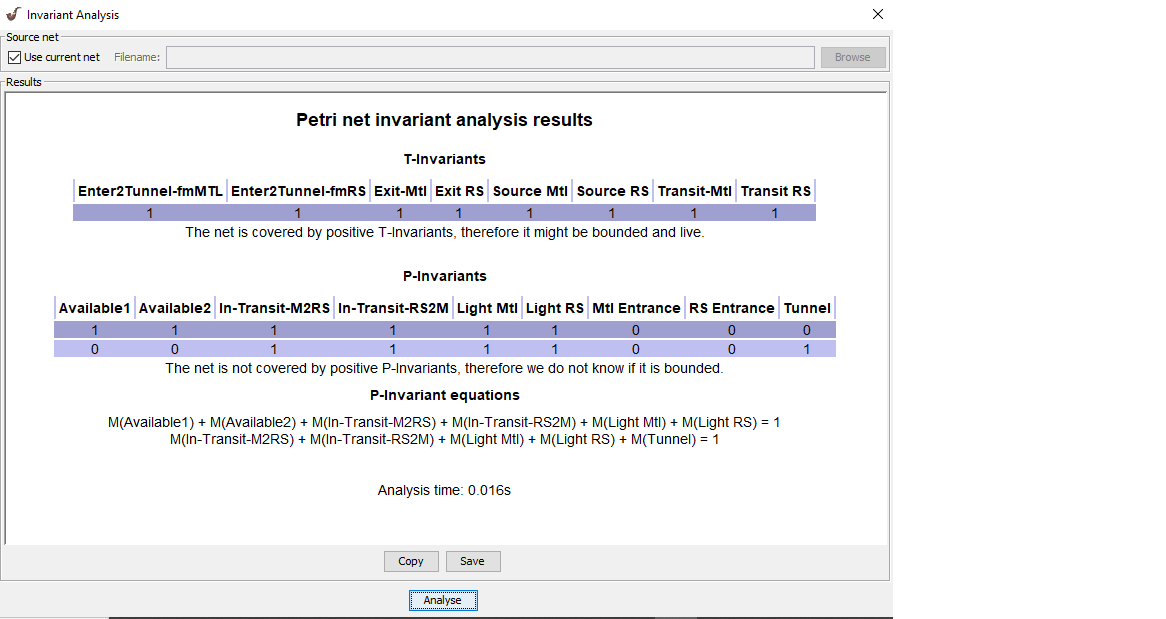 Invariant Analysis
Source net
Use current net Filename: Browse
Results
Petri net invariant analysis results
T-Invariants
Enter2Tunnel-fmMTL Enter2Tunnel-fmRS Exit-Mtl Exit RS Source Mtl Source RS Transit-Mtl Transit RS
1 1 1 1 1 1 1 1
The net is covered by positive T-Invariants, therefore it might be bounded and live.
P-Invariants
Available1 Available2 In-Transit-M2RS In-Transit-RS2M Light Mtl Light RS Mtl Entrance RS Entrance Tunnel
1 1 1 1 1 1 0 0 0
0 0 1 1 1 1 0 0 1
The net is not covered by positive P-Invariants, therefore we do not know if it is bounded.
P-Invariant equations
M(Available1) + M(Available2) + M(In-Transit-M2RS) + M(In-Transit-RS2M) + M(Light Mtl) + M(Light RS) = 1
M(In-Transit-M2RS) + M(In-Transit-RS2M) + M(Light Mtl) + M(Light RS) + M(Tunnel) = 1
Analysis time: 0.016s
Copy Save
Analyse